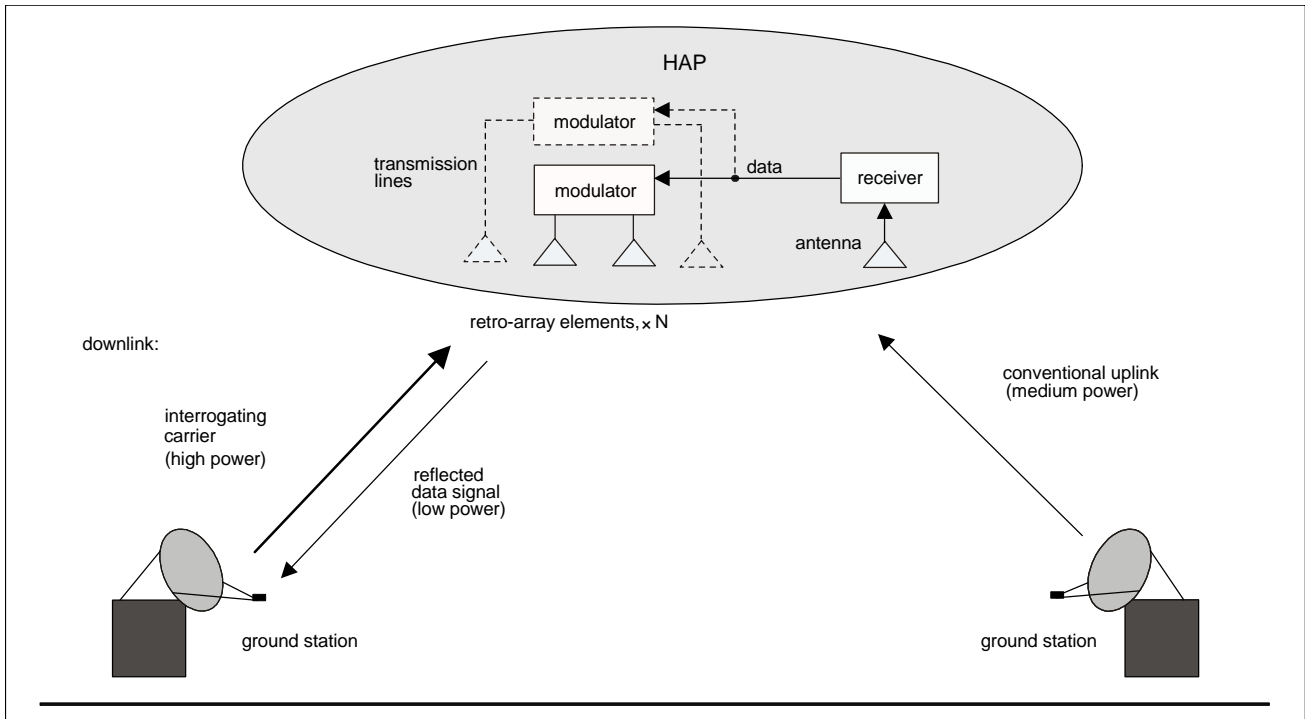 HAP
modulator
transmission
lines
modulator
data
receiver
antenna
retro-array elements, × N
downlink:
interrogating
carrier
(high power)
reflected
data signal
(low power)
conventional uplink
(medium power)
ground station
ground station